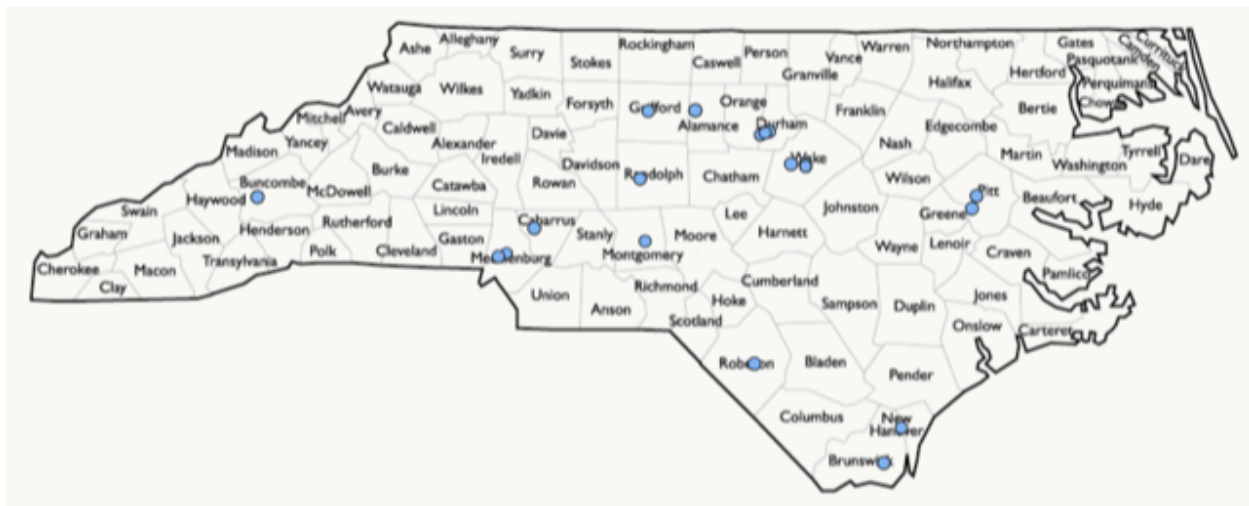 Ashe
Alleghany
Surry
Stokes
Rockingham
Caswell
Person
Vance
Granville
Warren
Northampton
Gates
Currituck
Camden
Pasquotank
Perquimans
Hertford
Halifax
Bertie
Watauga
Wilkes
Yadkin
Forsyth
Guilford
Orange
Alamance
Durham
Franklin
Mitchell
Avery
Caldwell
Alexander
Davie
Iredell
Madison
Yancey
Burke
Davidson
Randolph
Chatham
Wake
Nash
Edgecombe
Martin
Washington
Tyrrell
Dare
Buncombe
McDowell
Catawba
Rowan
Wilson
Pitt
Beaufort
Hyde
Haywood
Swain
Lincoln
Cabarrus
Lee
Johnston
Greene
Graham
Jackson
Henderson
Rutherford
Gaston
Stanly
Moore
Harnett
Wayne
Lenoir
Craven
Cherokee
Macon
Transylvania
Polk
Cleveland
Mecklenburg
Montgomery
Pamlico
Clay
Union
Anson
Richmond
Hoke
Cumberland
Sampson
Duplin
Jones
Scotland
Onslow
Carteret
Robeson
Bladen
Pender
Columbus
New
Hanover
Brunswick